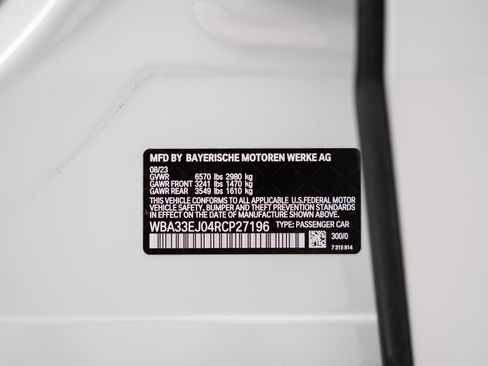 MFD BY BAYERISCHE MOTOREN WERKE AG
08/23
GVWR 6570 lbs 2980 kg
GAWR FRONT 3241 lbs 1470 kg
GAWR REAR 3549 lbs 1610 kg
THIS VEHICLE CONFORMS TO ALL APPLICABLE U.S.FEDERAL MOTOR
VEHICLE SAFETY, BUMPER AND THEFT PREVENTION STANDARDS
IN EFFECT ON THE DATE OF MANUFACTURE SHOWN ABOVE.
WBA33EJ04RCP27196 TYPE: PASSENGER CAR
300/0
7 315 814